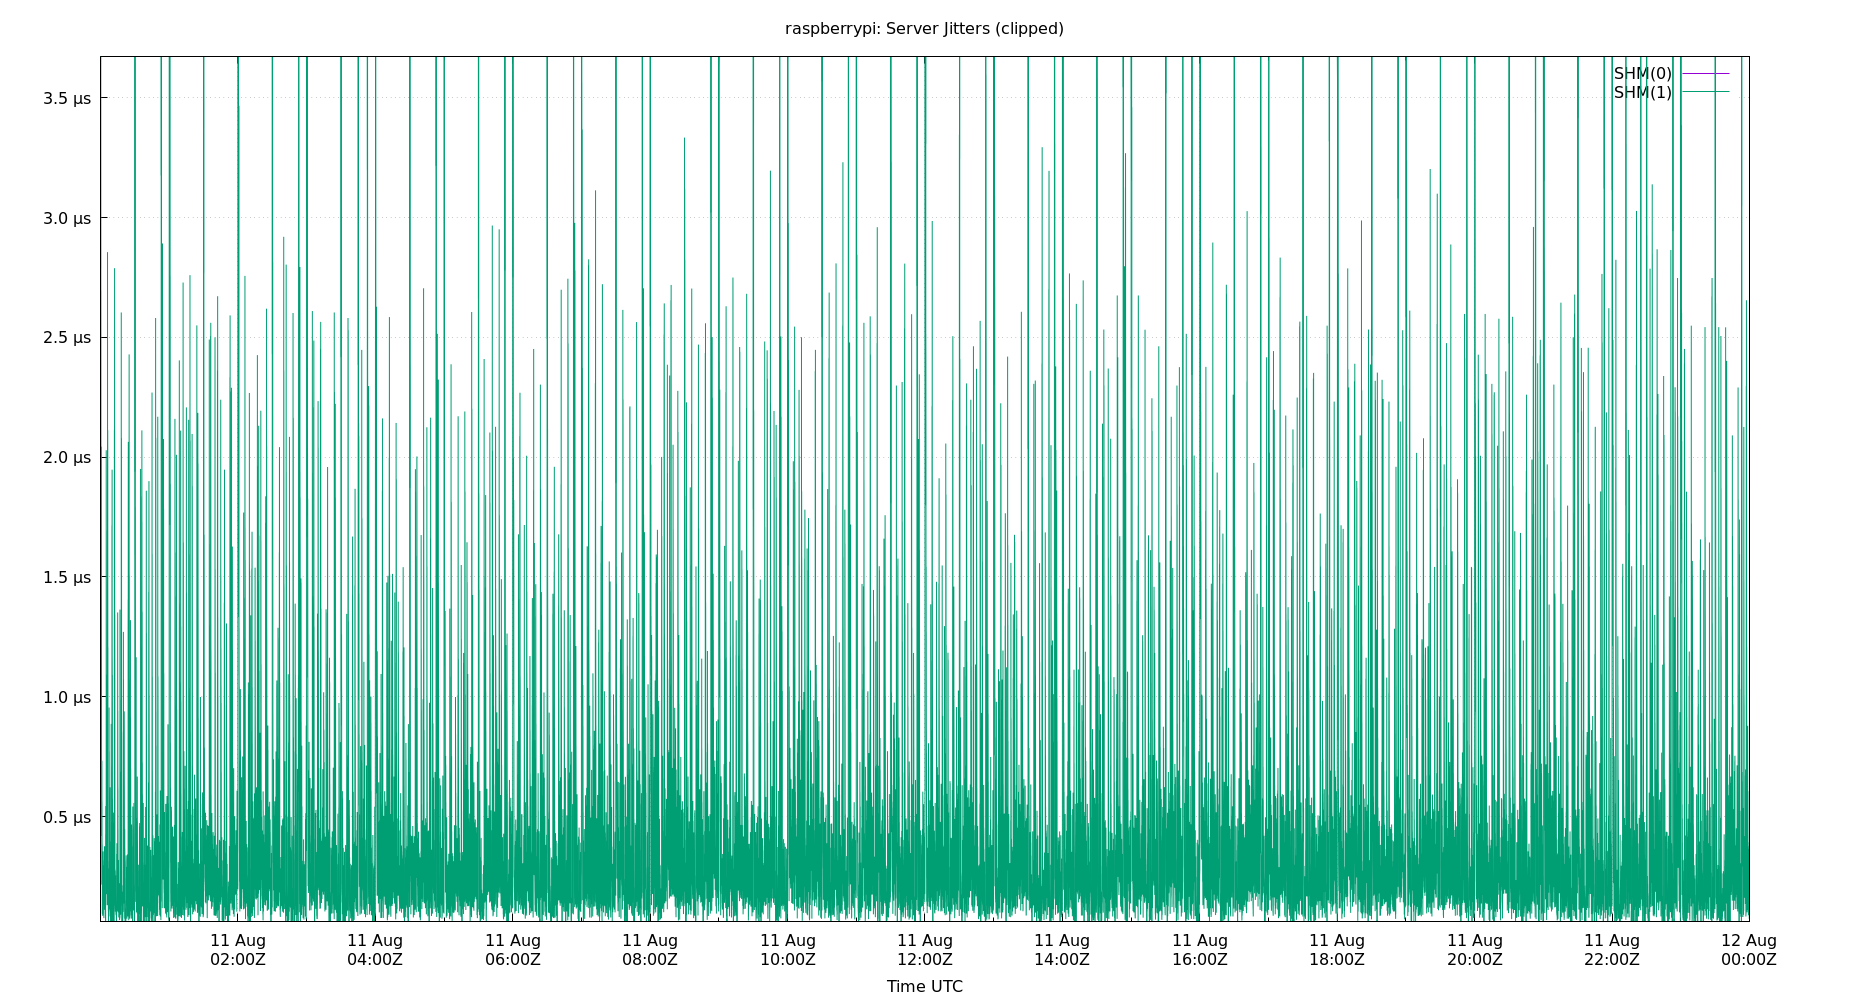 raspberrypi: Server Jitters (clipped)
SHM(0)
SHM(1)
3.5 µs
3.0 µs
2.5 µs
2.0 µs
1.5 µs
1.0 µs
0.5 µs
11 Aug 11 Aug 11 Aug 11 Aug 11 Aug 11 Aug 11 Aug 11 Aug 11 Aug 11 Aug 11 Aug 12 Aug
02:00Z 04:00Z 06:00Z 08:00Z 10:00Z 12:00Z 14:00Z 16:00Z 18:00Z 20:00Z 22:00Z 00:00Z
Time UTC